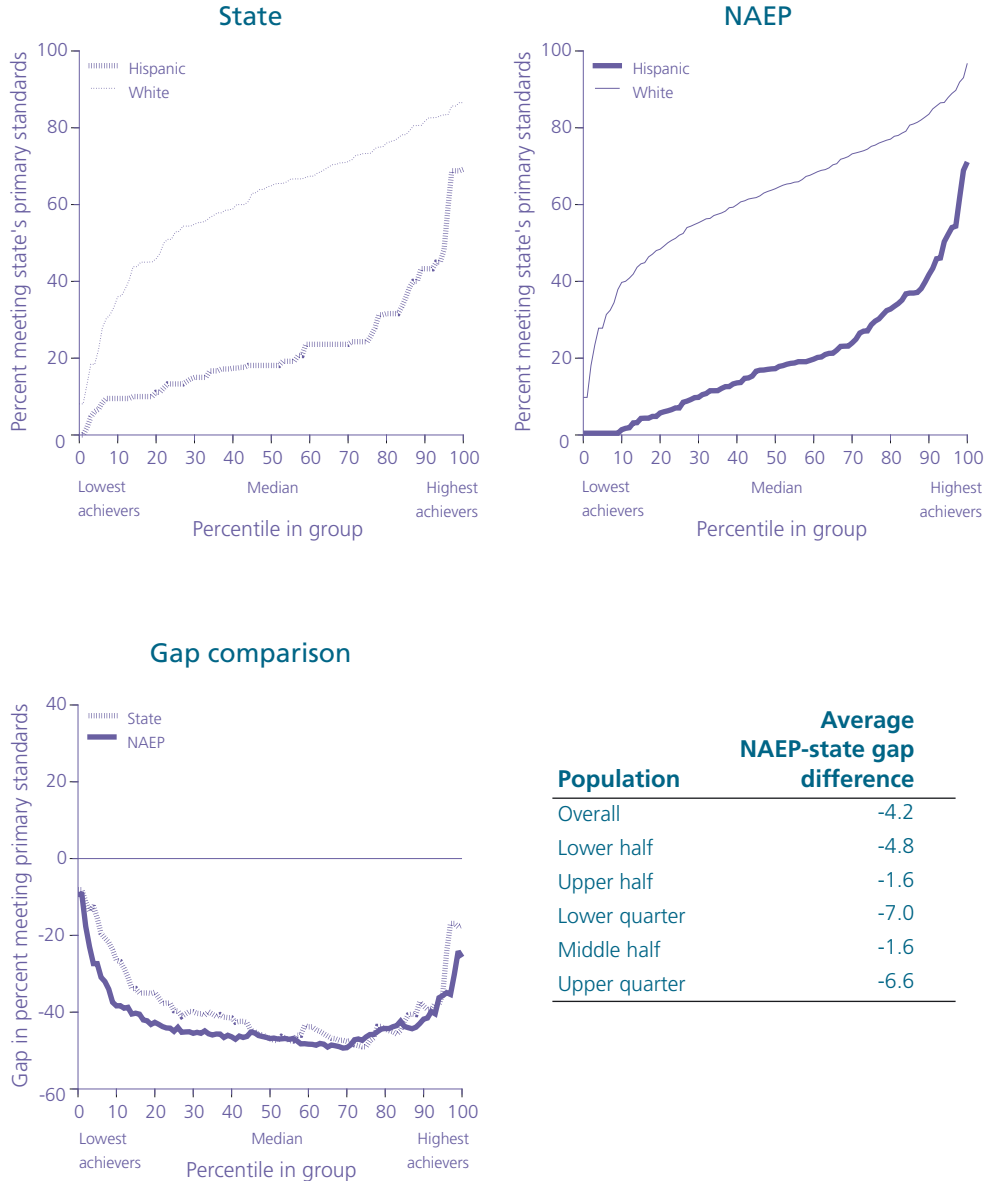 State
Percent meeting state's primary standards
100
80
60
40
20
0
Hispanic
White
0 10 20 30 40 50 60 70 80 90 100
Lowest achievers
Median
Highest achievers
Percentile in group
NAEP
Percent meeting state's primary standards
100
80
60
40
20
0
Hispanic
White
0 10 20 30 40 50 60 70 80 90 100
Lowest achievers
Median
Highest achievers
Percentile in group
Gap comparison
Gap in percent meeting primary standards
40
20
0
-20
-40
-60
State
NAEP
0 10 20 30 40 50 60 70 80 90 100
Lowest achievers
Median
Highest achievers
Percentile in group
Average
NAEP-state gap
Population difference
Overall -4.2
Lower half -4.8
Upper half -1.6
Lower quarter -7.0
Middle half -1.6
Upper quarter -6.6